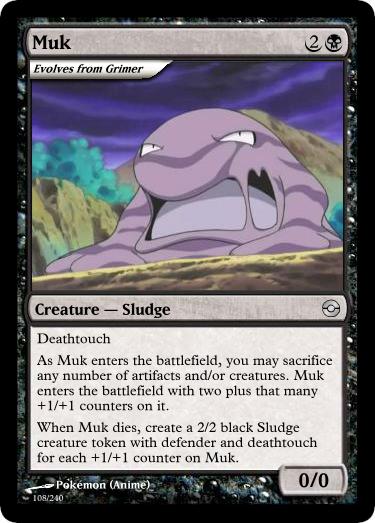 Muk 2
Evolves from Grimer
Creature — Sludge
Deathtouch
As Muk enters the battlefield, you may sacrifice
any number of artifacts and/or creatures. Muk
enters the battlefield with two plus that many
+1/+1 counters on it.
When Muk dies, create a 2/2 black Sludge
creature token with defender and deathtouch
for each +1/+1 counter on Muk.
0/0
Pokémon (Anime)
108/240